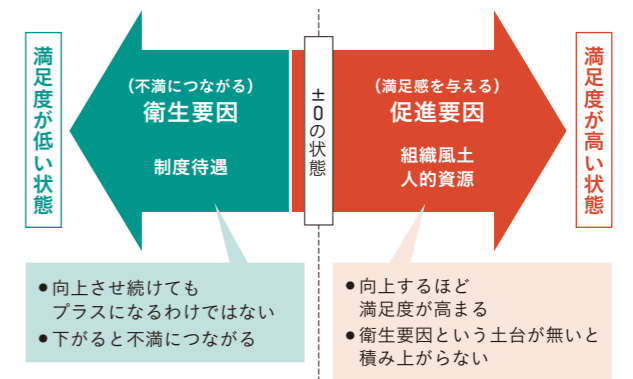 満足度が低い状態
(不満につながる)
衛生要因
制度待遇
±0の状態
(満足感を与える)
促進要因
組織風土
人的資源
満足度が高い状態
●向上させ続けても
プラスになるわけではない
●下がると不満につながる
●向上するほど
満足度が高まる
●衛生要因という土台が無いと
積み上がらない